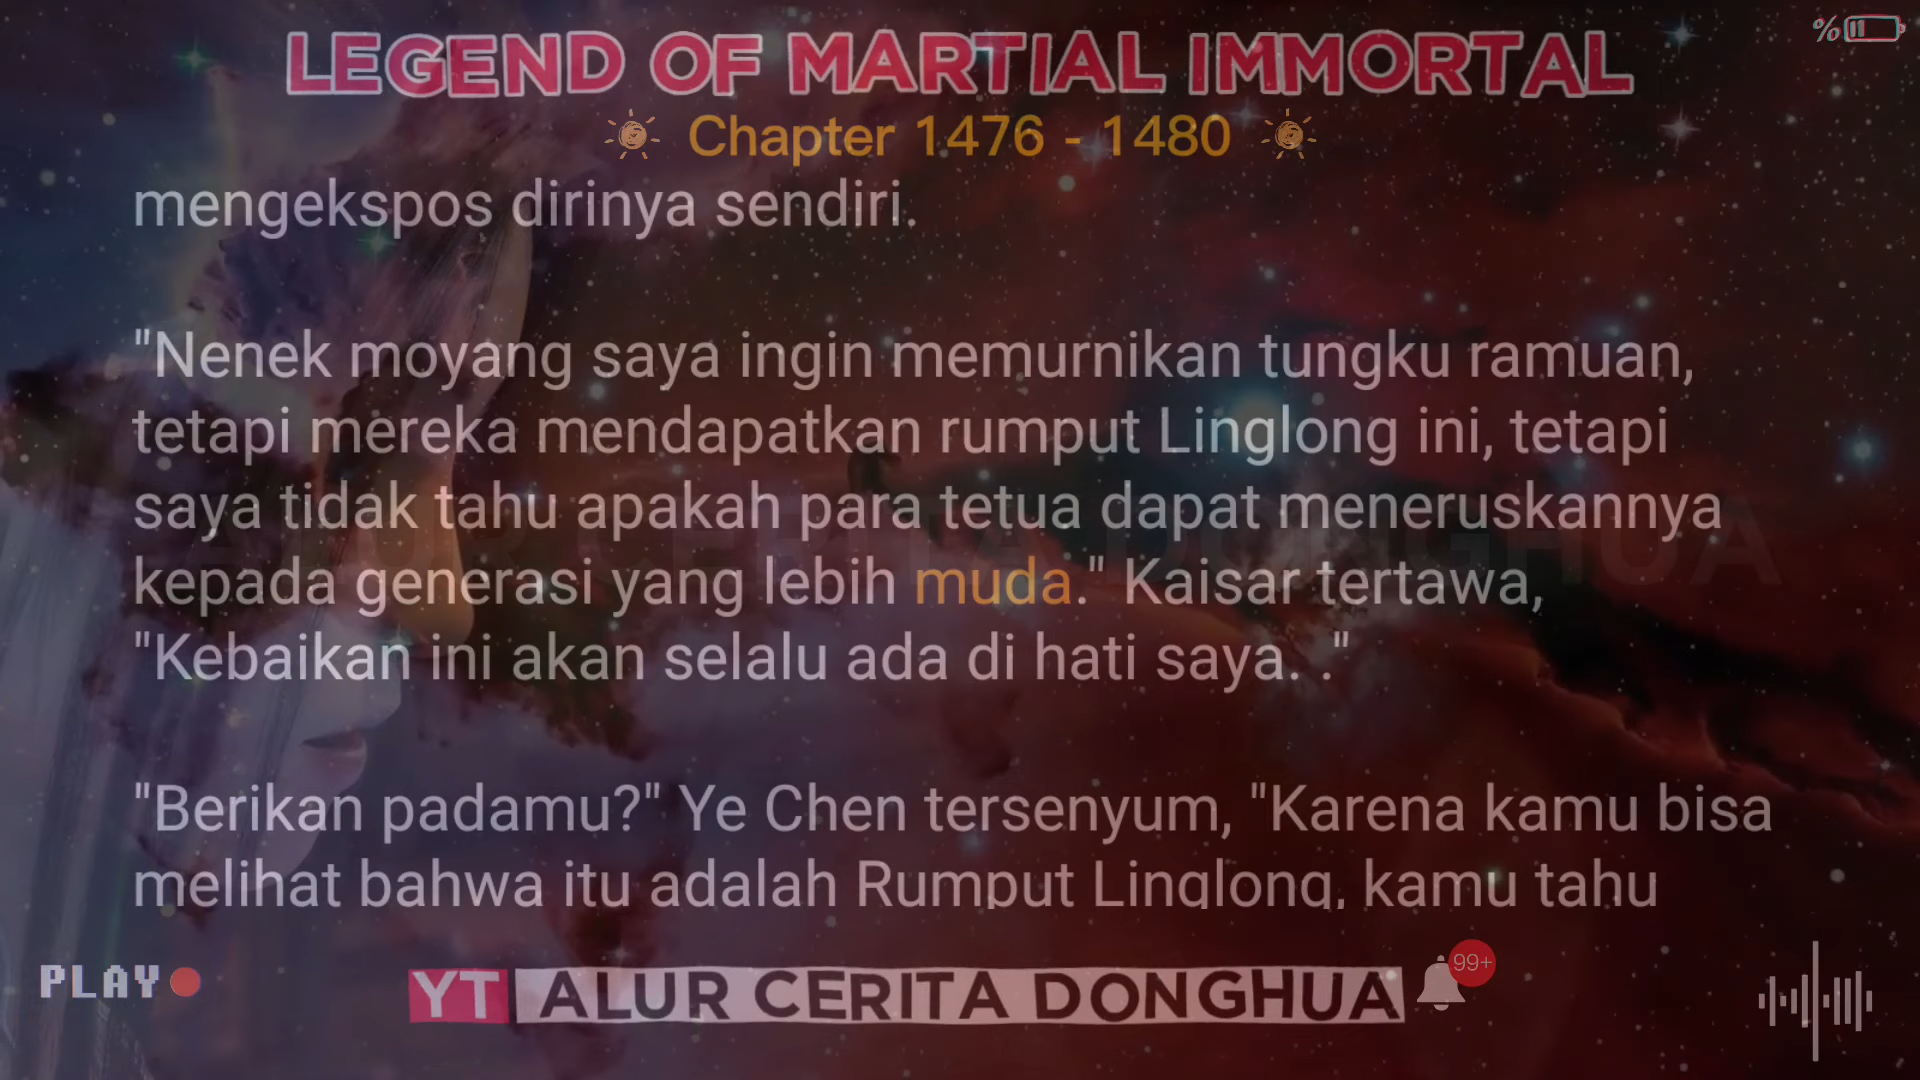 LEGEND OF MARTIAL IMMORTAL
%
Chapter 1476 - 1480
mengekspos dirinya sendiri.
"Nenek moyang saya ingin memurnikan tungku ramuan,
tetapi mereka mendapatkan rumput Linglong ini, tetapi
saya tidak tahu apakah para tetua dapat meneruskannya
ALUR CERITA DONGHUA
kepada generasi yang lebih muda." Kaisar tertawa,
"Kebaikan ini akan selalu ada di hati saya. ."
"Berikan padamu?" Ye Chen tersenyum, "Karena kamu bisa
melihat bahwa itu adalah Rumput Linglong, kamu tahu
PLAY
YT ALUR CERITA DONGHUA
99+